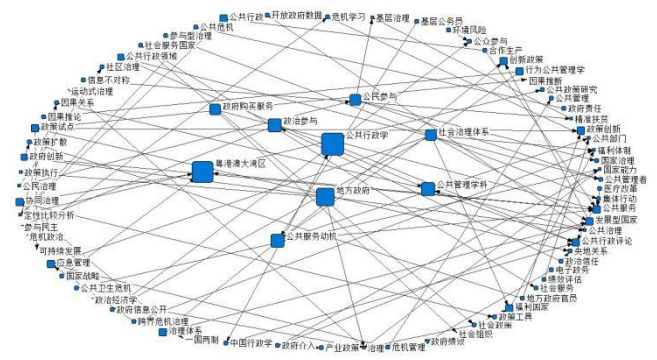 公共行政
开放政府数据
危机学习
基层治理
基层公务员
环境风险
公众参与
合作生产
创新政策
行为公共管理学
因果推断
公共政策研究
公共管理
政府责任
精准扶贫
政策创新
公共部门
福利体制
国家治理
国家能力
公共管理者
医疗改革
集体行动
公共服务
发展型国家
公共治理
公共行政评论
央地关系
政治信任
电子政务
绩效评估
社会服务
地方政府官员
福利国家
政策工具
社会政策
社会组织
政府绩效
危机管理
治理
产业政策
政府介入
中国行政学
一国两制
治理体系
跨界危机治理
政府信息公开
政治经济学
公共卫生危机
国家战略
应急管理
可持续发展
危机政治
参与民主
定性比较分析
协同治理
公民治理
政策执行
政府创新
政策扩散
政策试点
因果推论
因果关系
运动式治理
信息不对称
社区治理
公共行政领域
社会服务国家
参与型治理
公共危机
政府购买服务
公民参与
政治参与
公共行政学
社会治理体系
粤港澳大湾区
地方政府
公共管理学科
公共服务动机